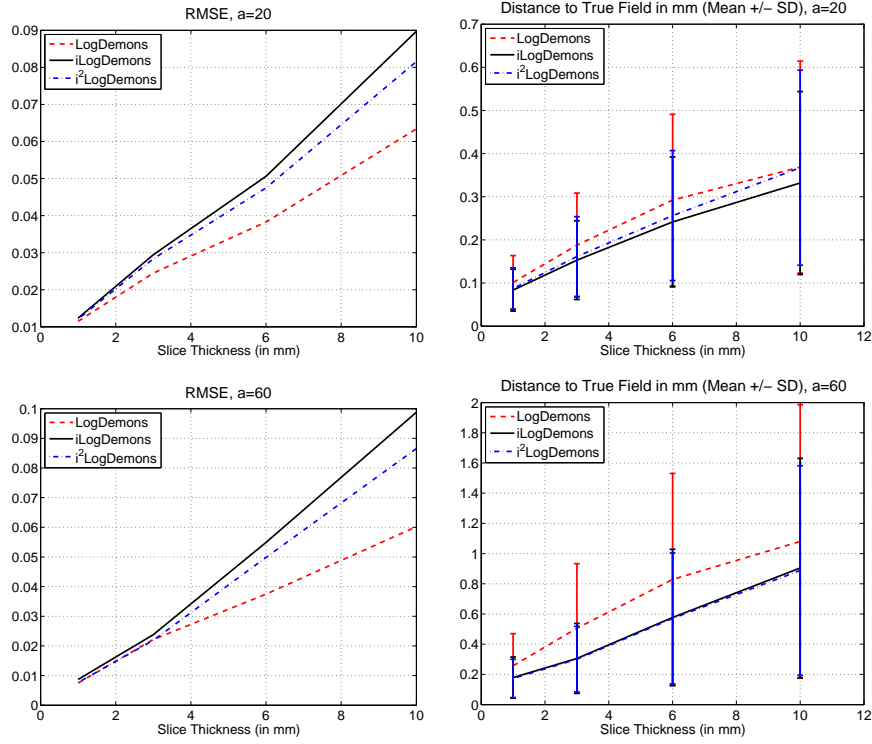 RMSE, a=20
LogDemons
iLogDemons
i²LogDemons
0.09
0.08
0.07
0.06
0.05
0.04
0.03
0.02
0.01
0 2 4 6 8 10
Slice Thickness (in mm)
Distance to True Field in mm (Mean +/− SD), a=20
LogDemons
iLogDemons
i²LogDemons
0.7
0.6
0.5
0.4
0.3
0.2
0.1
0
0 2 4 6 8 10 12
Slice Thickness (in mm)
RMSE, a=60
LogDemons
iLogDemons
i²LogDemons
0.1
0.09
0.08
0.07
0.06
0.05
0.04
0.03
0.02
0.01
0
0 2 4 6 8 10
Slice Thickness (in mm)
Distance to True Field in mm (Mean +/− SD), a=60
LogDemons
iLogDemons
i²LogDemons
2
1.8
1.6
1.4
1.2
1
0.8
0.6
0.4
0.2
0
0 2 4 6 8 10 12
Slice Thickness (in mm)